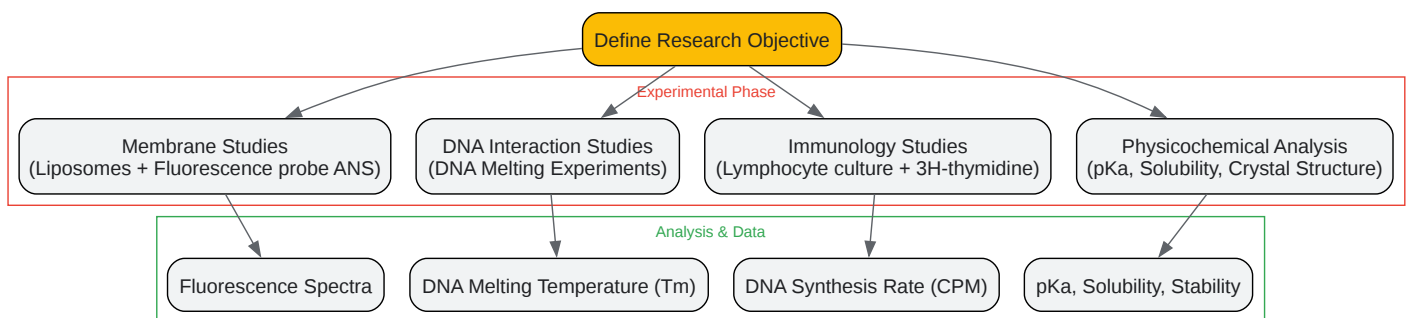 Define Research Objective
Experimental Phase
Membrane Studies
(Liposomes + Fluorescence probe ANS)
DNA Interaction Studies
(DNA Melting Experiments)
Immunology Studies
(Lymphocyte culture + 3H-thymidine)
Physicochemical Analysis
(pKa, Solubility, Crystal Structure)
Analysis & Data
Fluorescence Spectra
DNA Melting Temperature (Tm)
DNA Synthesis Rate (CPM)
pKa, Solubility, Stability